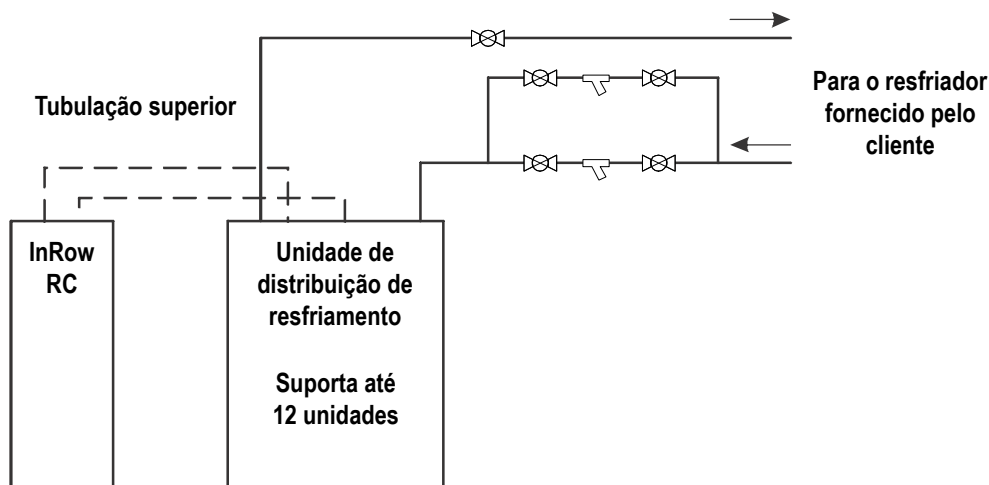 Tubulação superior
Para o resfriador
fornecido pelo
cliente
InRow
RC
Unidade de
distribuição de
resfriamento
Suporta até
12 unidades